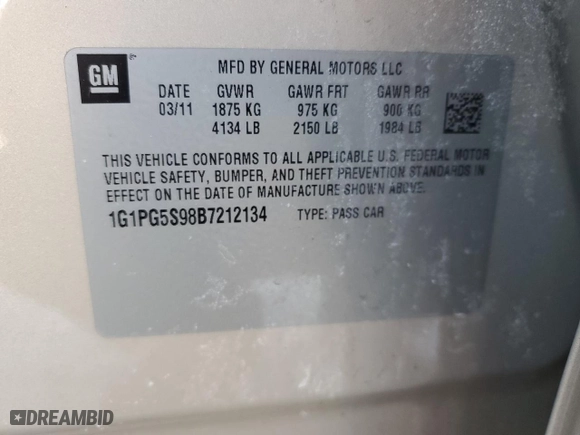 GM
MFD BY GENERAL MOTORS LLC
DATE GVWR GAWR FRT GAWR RR
03/11 1875 KG 975 KG 900 KG
4134 LB 2150 LB 1984 LB
THIS VEHICLE CONFORMS TO ALL APPLICABLE U.S. FEDERAL MOTOR
VEHICLE SAFETY, BUMPER, AND THEFT PREVENTION STANDARDS IN
EFFECT ON THE DATE OF MANUFACTURE SHOWN ABOVE.
1G1PG5S98B7212134 TYPE: PASS CAR
DREAMBID